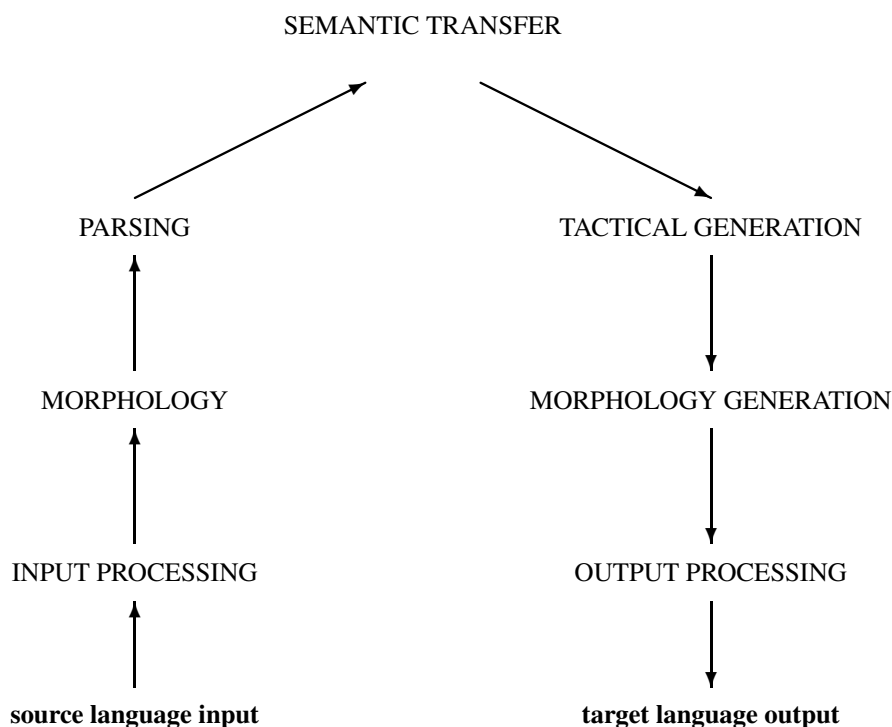 SEMANTIC TRANSFER
PARSING
TACTICAL GENERATION
MORPHOLOGY
MORPHOLOGY GENERATION
INPUT PROCESSING
OUTPUT PROCESSING
source language input
target language output